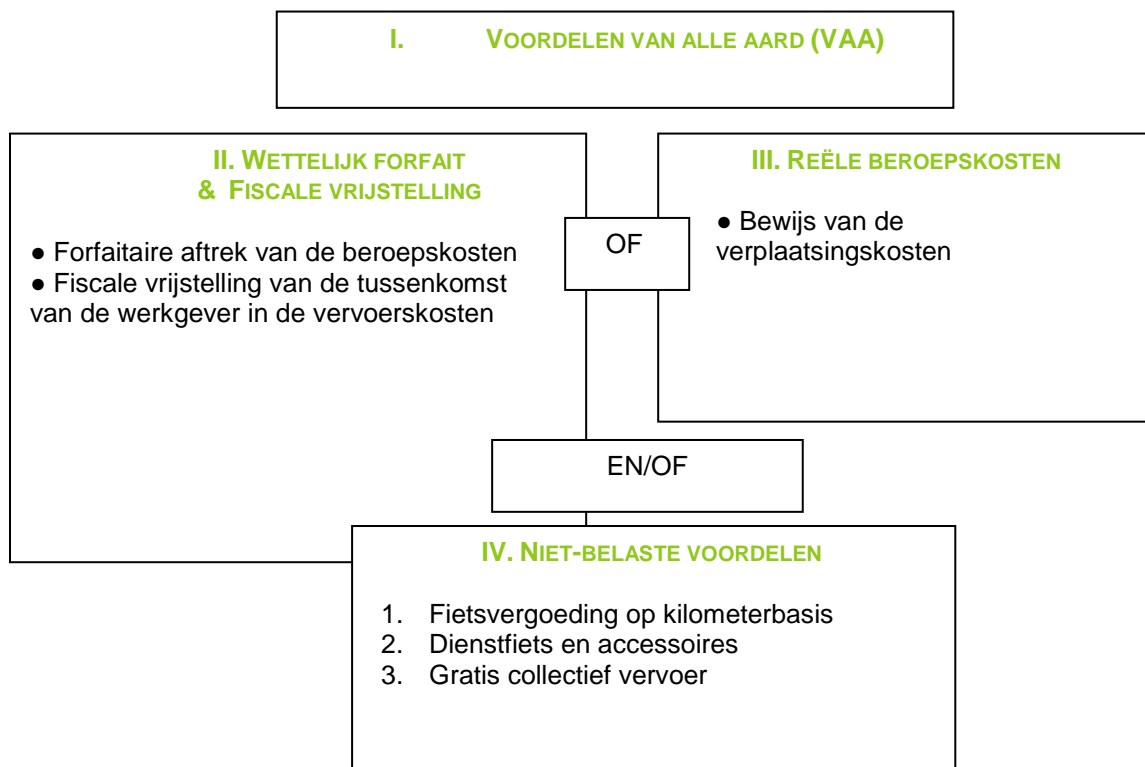 I. VOORDELEN VAN ALLE AARD (VAA)
II. WETTELIJK FORFAIT
& FISCALE VRIJSTELLING
● Forfaitaire aftrek van de beroepskosten
● Fiscale vrijstelling van de tussenkomst
van de werkgever in de vervoerskosten
OF
III. REËLE BEROEPSKOSTEN
● Bewijs van de
verplaatsingskosten
EN/OF
IV. NIET-BELASTE VOORDELEN
1. Fietsvergoeding op kilometerbasis
2. Dienstfiets en accessoires
3. Gratis collectief vervoer